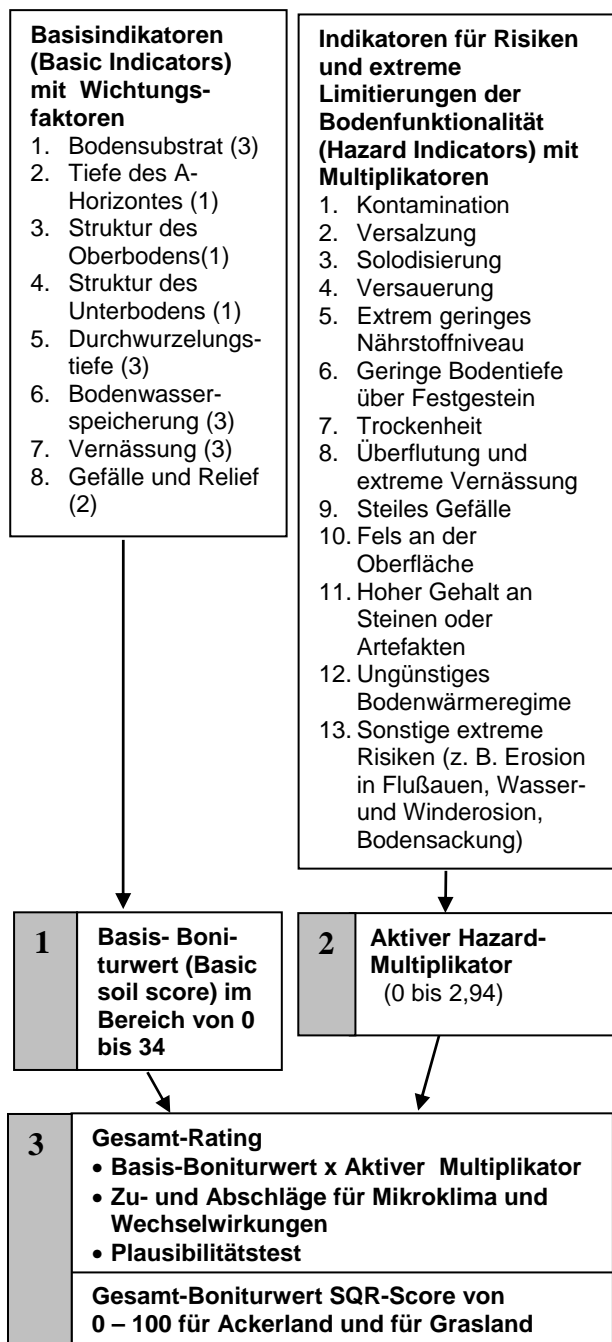 Basisindikatoren
(Basic Indicators)
mit Wichtungs-
faktoren
1. Bodensubstrat (3)
2. Tiefe des A-
Horizontes (1)
3. Struktur des
Oberbodens(1)
4. Struktur des
Unterbodens (1)
5. Durchwurzelungs-
tiefe (3)
6. Bodenwasser-
speicherung (3)
7. Vernässung (3)
8. Gefälle und Relief
(2)
Indikatoren für Risiken
und extreme
Limitierungen der
Bodenfunktionalität
(Hazard Indicators) mit
Multiplikatoren
1. Kontamination
2. Versalzung
3. Solodisierung
4. Versauerung
5. Extrem geringes
Nährstoffniveau
6. Geringe Bodentiefe
über Festgestein
7. Trockenheit
8. Überflutung und
extreme Vernässung
9. Steiles Gefälle
10. Fels an der
Oberfläche
11. Hoher Gehalt an
Steinen oder
Artefakten
12. Ungünstiges
Bodenwärmeregime
13. Sonstige extreme
Risiken (z. B. Erosion
in Flußauen, Wasser-
und Winderosion,
Bodensackung)
1
Basis- Boni-
turwert (Basic
soil score) im
Bereich von 0
bis 34
2
Aktiver Hazard-
Multiplikator
(0 bis 2,94)
3
Gesamt-Rating
• Basis-Boniturwert x Aktiver Multiplikator
• Zu- und Abschläge für Mikroklima und
Wechselwirkungen
• Plausibilitätstest
Gesamt-Boniturwert SQR-Score von
0 – 100 für Ackerland und für Grasland